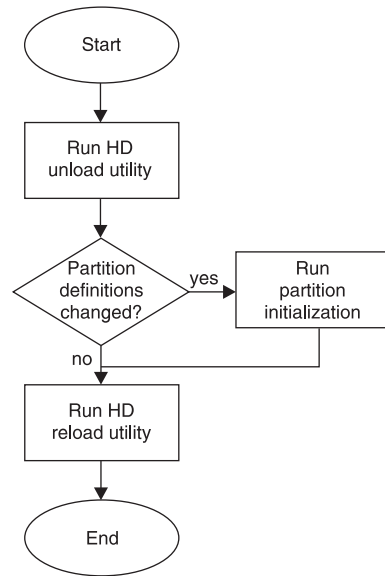 Start
Run HD
unload utility
Partition
definitions
changed?
yes
Run
partition
initialization
no
Run HD
reload utility
End